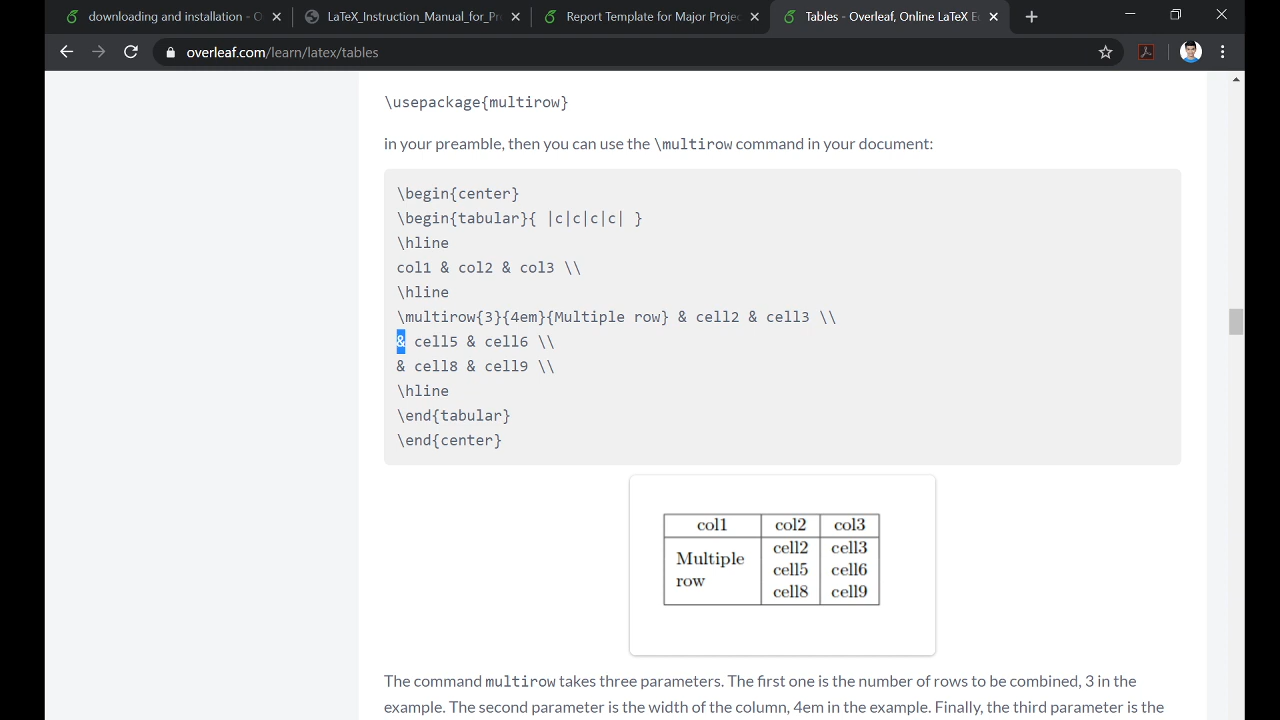 downloading and installation - O
LaTeX_Instruction_Manual_for_Pr
Report Template for Major Projec
Tables - Overleaf, Online LaTeX Ed
overleaf.com/learn/latex/tables
\usepackage{multirow}
in your preamble, then you can use the \multirow command in your document:
\begin{center}
\begin{tabular}{ |c|c|c|c| }
\hline
col1 & col2 & col3 \\
\hline
\multirow{3}{4em}{Multiple row} & cell2 & cell3 \\
& cell5 & cell6 \\
& cell8 & cell9 \\
\hline
\end{tabular}
\end{center}
col1 col2 col3
Multiple row cell2 cell3
cell5 cell6
cell8 cell9
The command multirow takes three parameters. The first one is the number of rows to be combined, 3 in the
example. The second parameter is the width of the column, 4em in the example. Finally, the third parameter is the